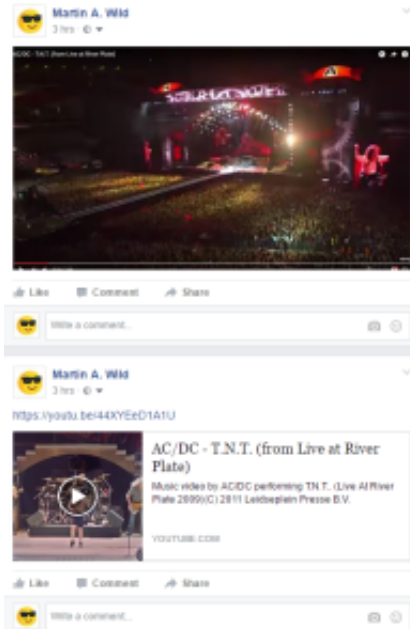 Martin A. Wild
3 hrs
AC/DC - T.N.T. (from Live at River Plate)
Like Comment Share
Write a comment...
Martin A. Wild
3 hrs
https://youtu.be/44XYEeD1A1U
AC/DC - T.N.T. (from Live at River
Plate)
Music video by AC/DC performing T.N.T. (Live At River
Plate 2009)(C) 2011 Leidseplein Presse B.V.
YOUTUBE.COM
Like Comment Share
Write a comment...